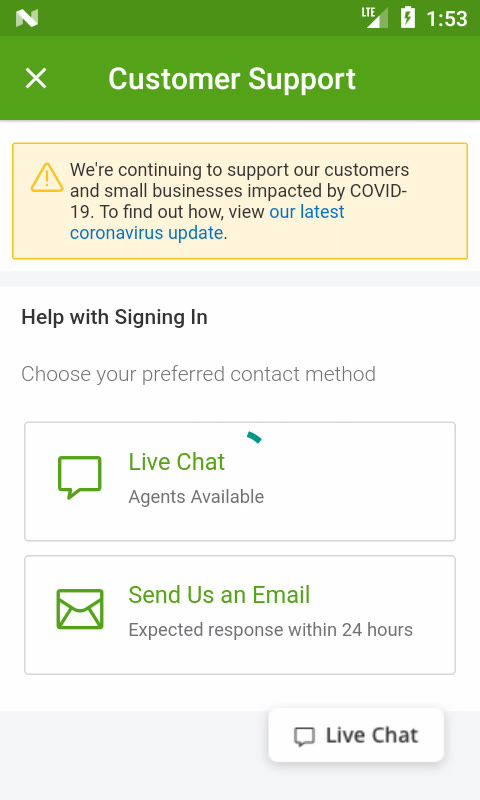 LTE 1:53
Customer Support
We're continuing to support our customers
and small businesses impacted by COVID-
19. To find out how, view our latest
coronavirus update.
Help with Signing In
Choose your preferred contact method
Live Chat
Agents Available
Send Us an Email
Expected response within 24 hours
Live Chat